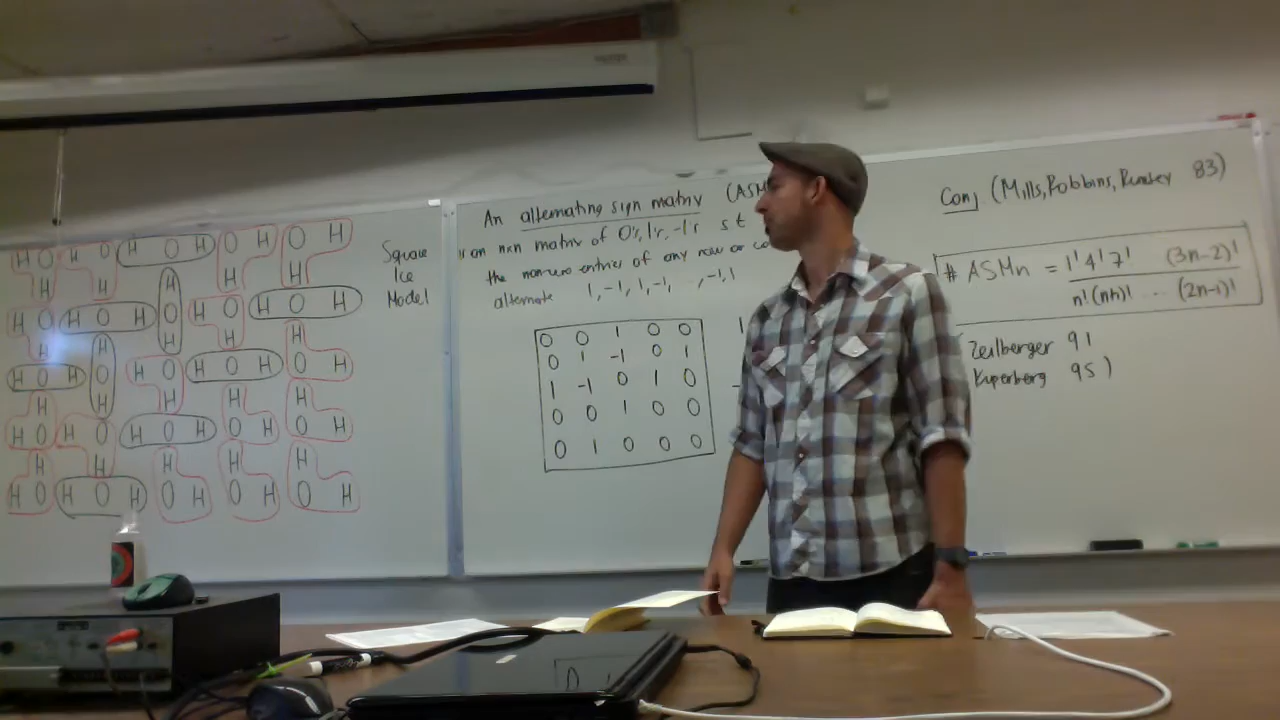 H O H O H O H O H O H
H H H H
H O H O H O H O H O H
H H H H
H O H O H O H O H O H
H H H H
H O H O H O H O H O H
H H H H H
H O H O H O H O H O H
Square
Ice
Model
An alternating sign matrix (ASM
an nxn matrix of 0's, 1's, -1's s t
the non-zero entries of any row or co
alternate 1, -1, 1, -1, .. , -1, 1
0 0 1 0 0
0 1 -1 0 1
1 -1 0 1 0
0 0 1 0 0
0 1 0 0 0
Conj (Mills, Robbins, Rumsey 83)
# ASMn = 1! 4! 7! (3n-2)!
n! (n+1)! ... (2n-1)!
Zeilberger 91
Kuperberg 95)